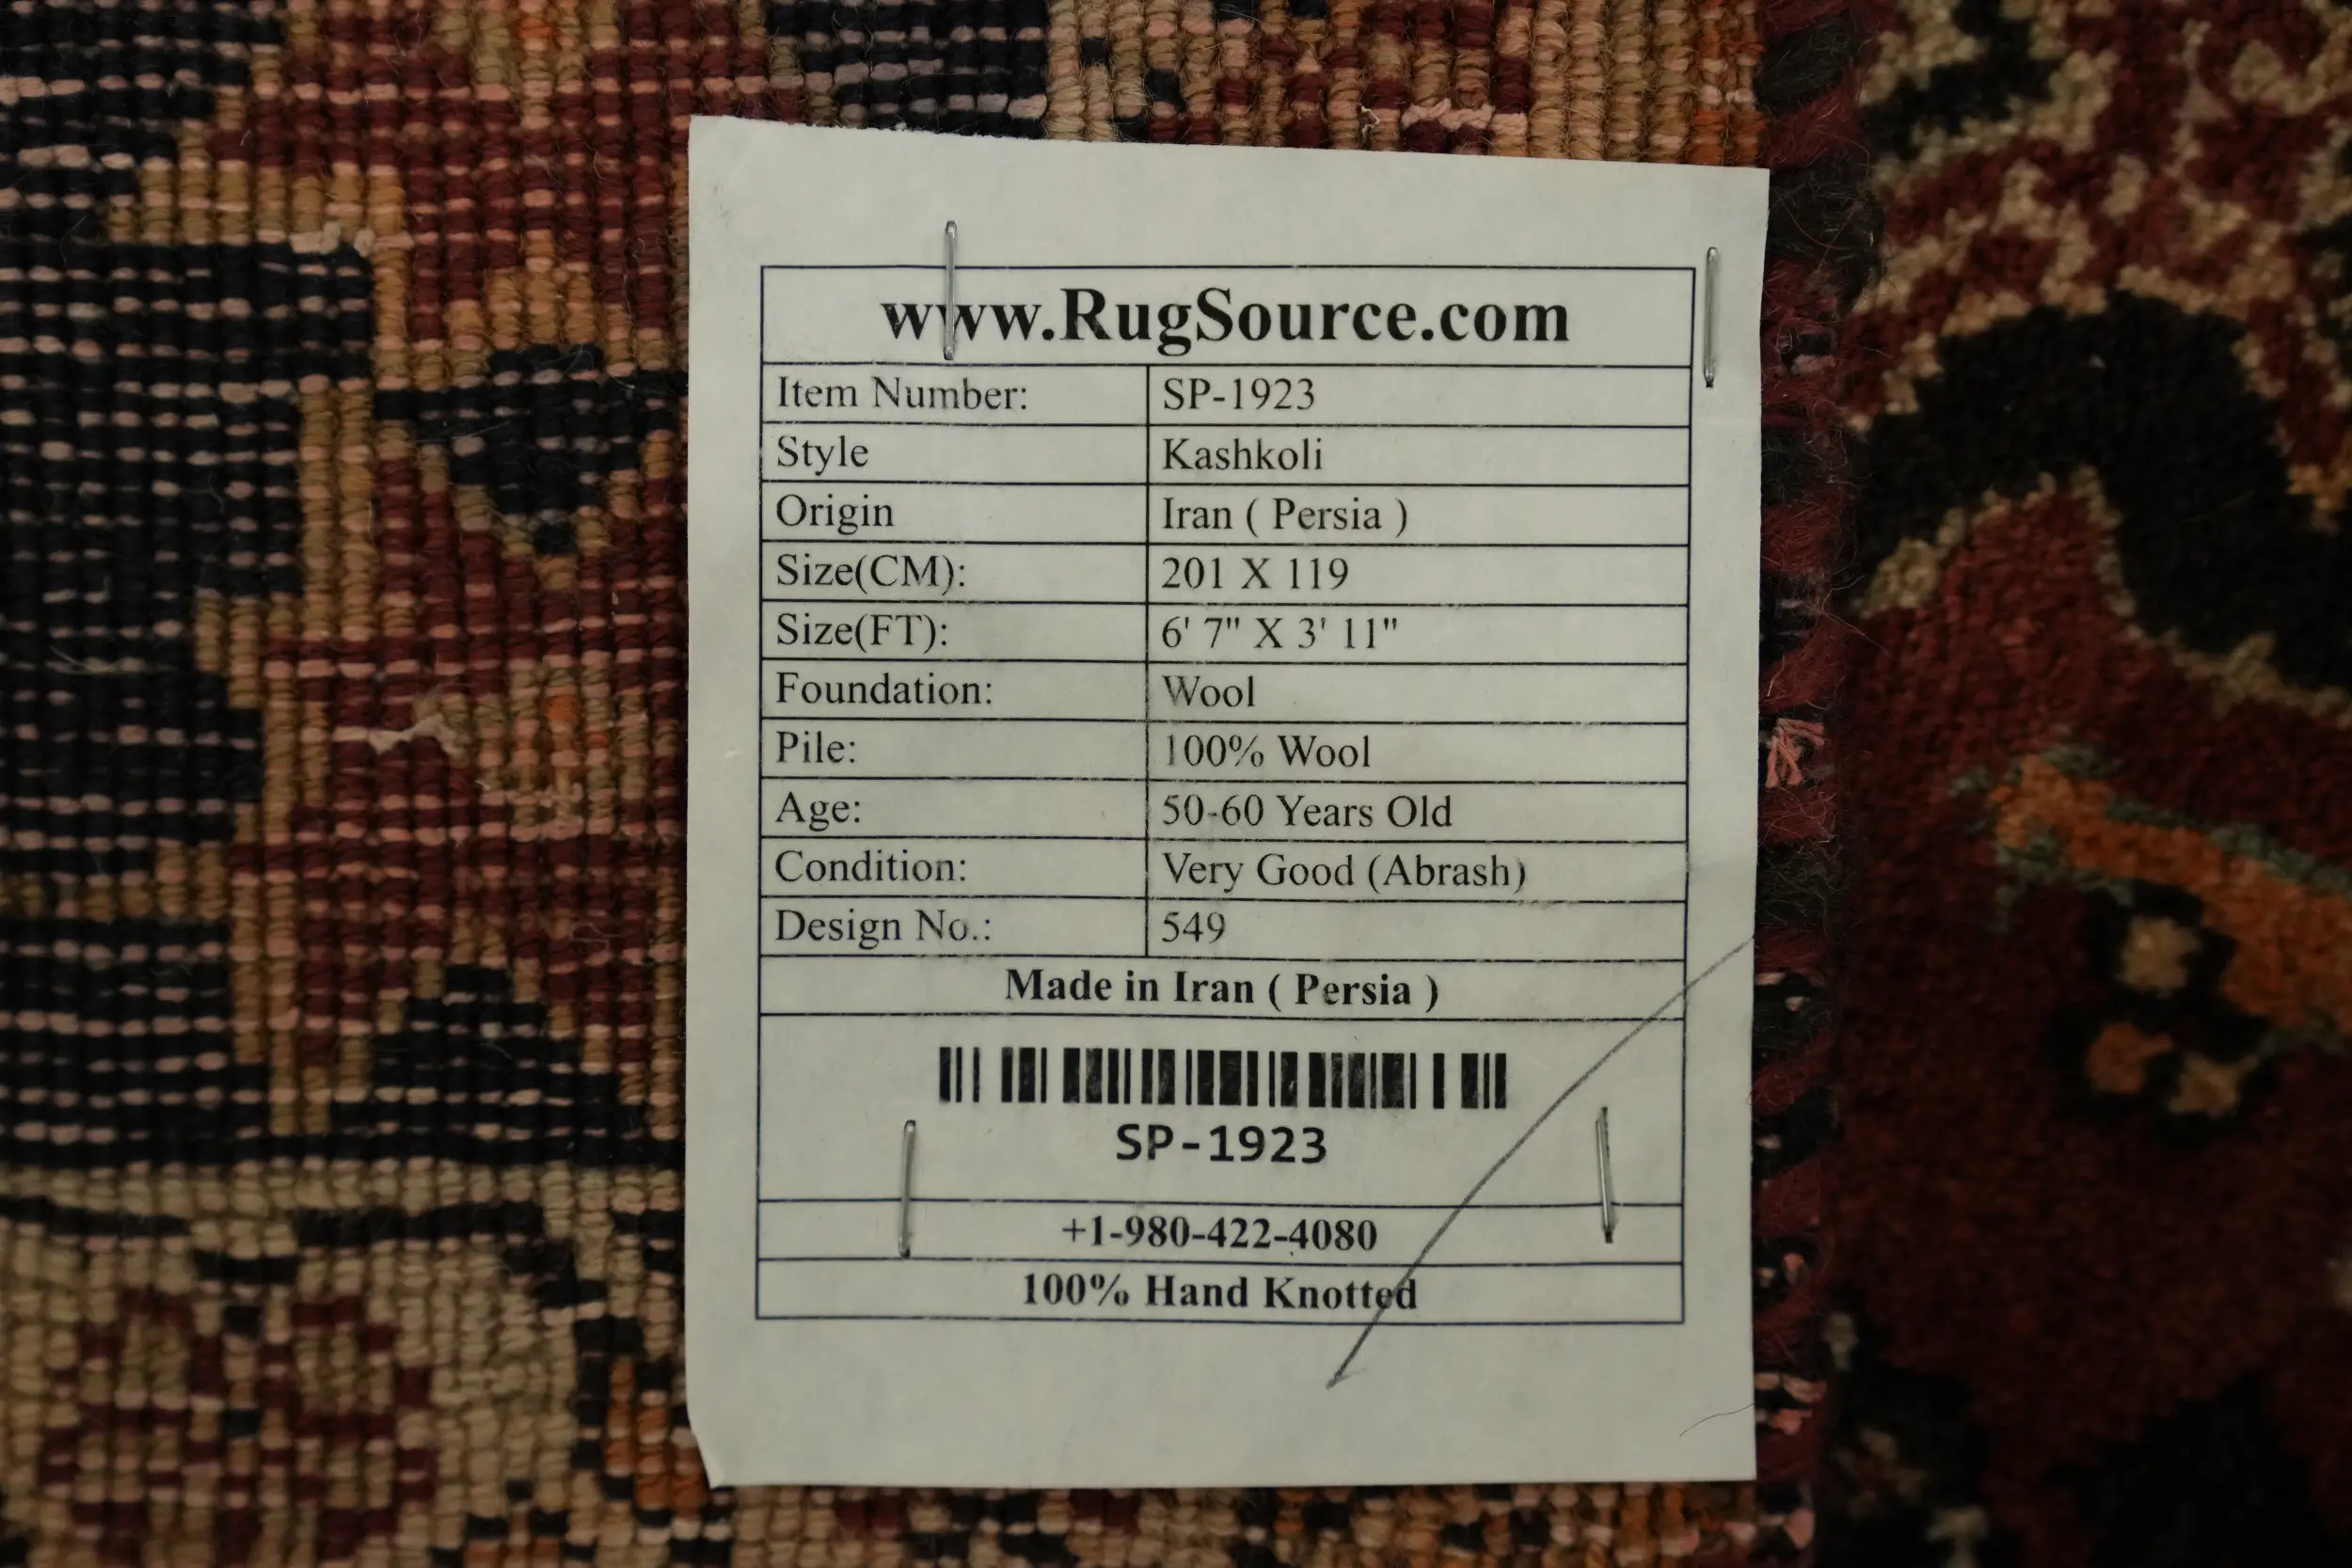 www.RugSource.com
Item Number: SP-1923
Style Kashkoli
Origin Iran ( Persia )
Size(CM): 201 X 119
Size(FT): 6' 7" X 3' 11"
Foundation: Wool
Pile: 100% Wool
Age: 50-60 Years Old
Condition: Very Good (Abrash)
Design No.: 549
Made in Iran ( Persia )
SP-1923
+1-980-422-4080
100% Hand Knotted